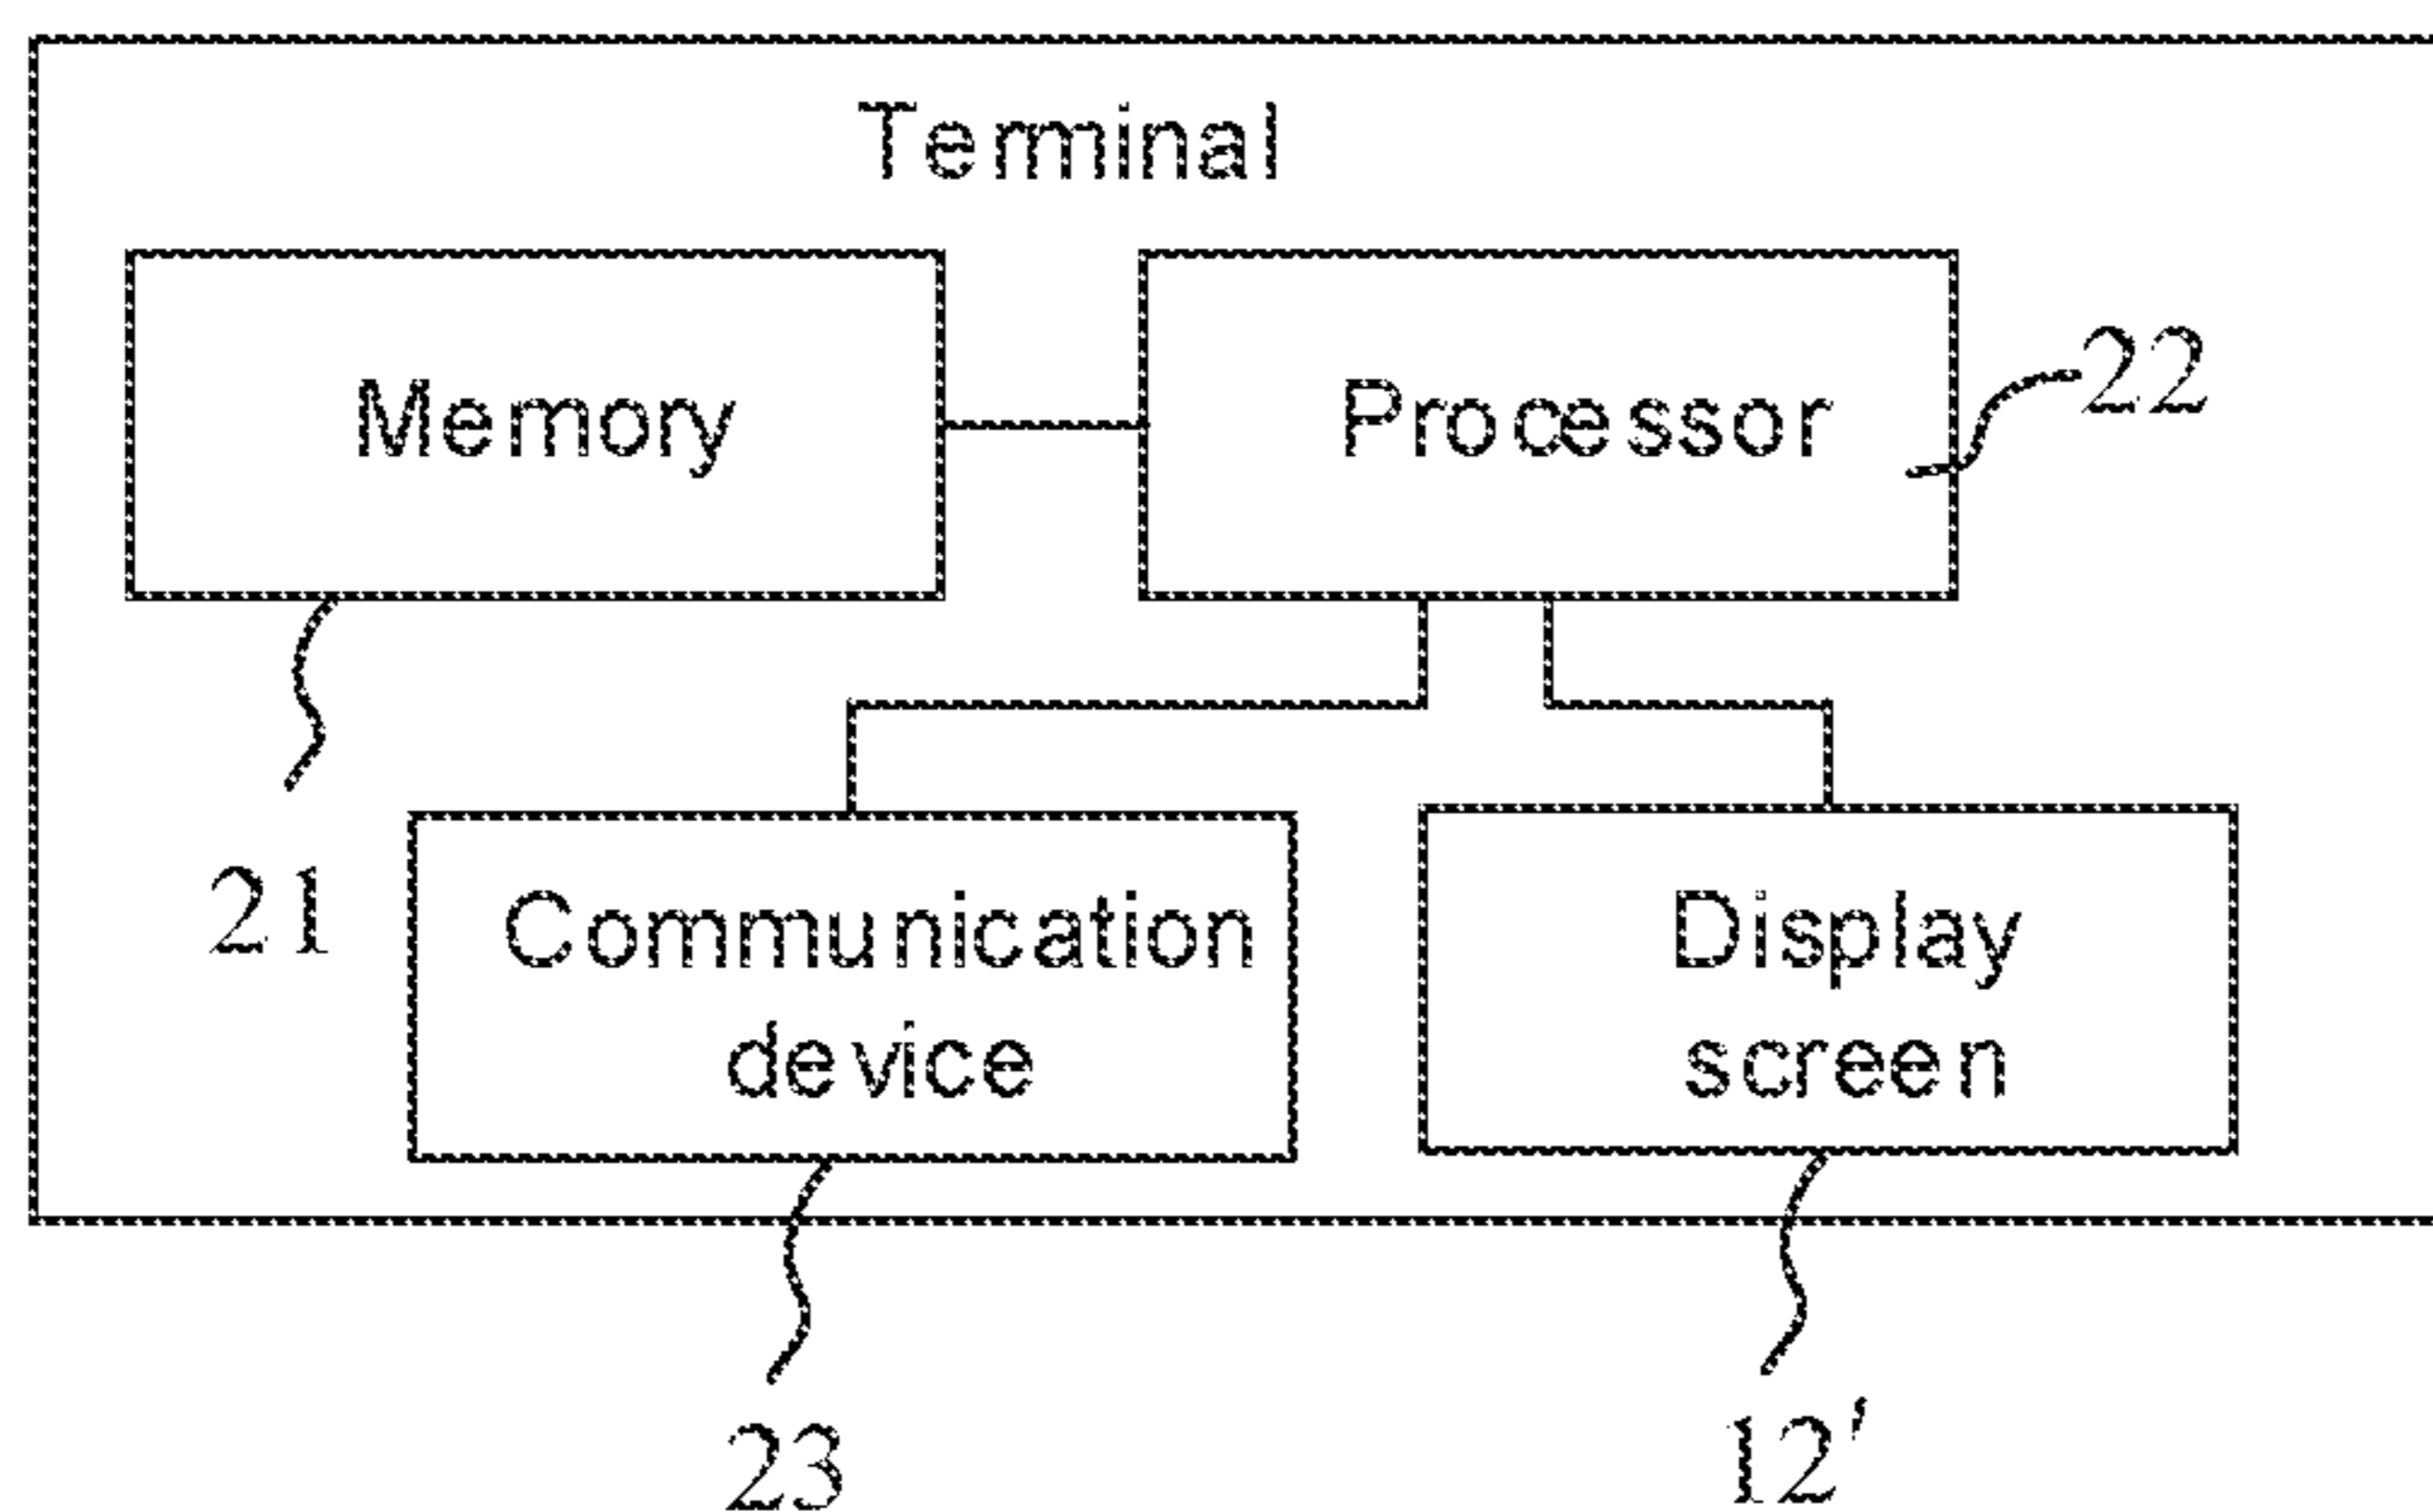 Terminal
Memory
Processor
22
21
Communication
device
Display
screen
23
12′